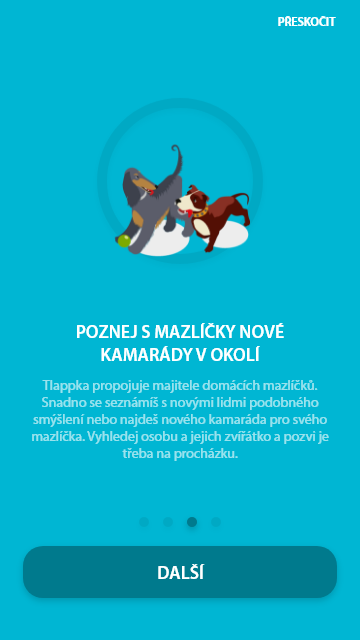 PŘESKOČIT
POZNEJ S MAZLÍČKY NOVÉ
KAMARÁDY V OKOLÍ
Tlappka propojuje majitele domácích mazlíčků.
Snadno se seznámíš s novými lidmi podobného
smýšlení nebo najdeš nového kamaráda pro svého
mazlíčka. Vyhledej osobu a jejich zvířátko a pozvi je
třeba na procházku.
DALŠÍ